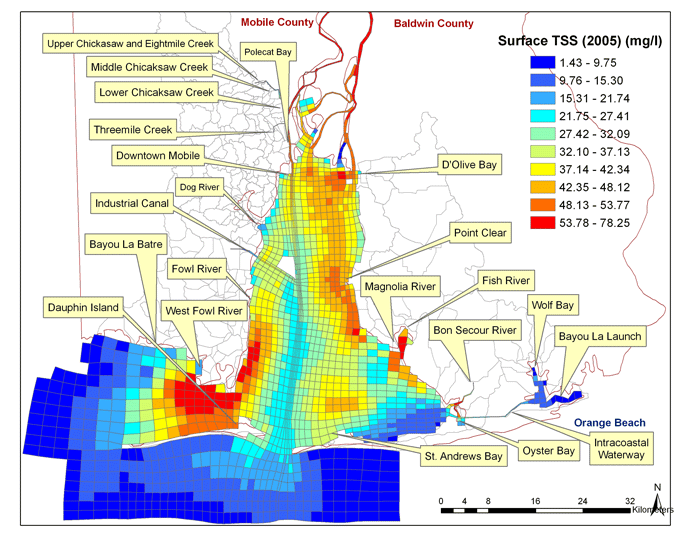 Mobile County
Baldwin County
Surface TSS (2005) (mg/l)
1.43 - 9.75
9.76 - 15.30
15.31 - 21.74
21.75 - 27.41
27.42 - 32.09
32.10 - 37.13
37.14 - 42.34
42.35 - 48.12
48.13 - 53.77
53.78 - 78.25
Upper Chickasaw and Eightmile Creek
Polecat Bay
Middle Chicaksaw Creek
Lower Chicaksaw Creek
Threemile Creek
Downtown Mobile
D'Olive Bay
Dog River
Industrial Canal
Point Clear
Bayou La Batre
Fowl River
Magnolia River
Fish River
Dauphin Island
West Fowl River
Bon Secour River
Wolf Bay
Bayou La Launch
Orange Beach
St. Andrews Bay
Oyster Bay
Intracoastal
Waterway
N
0 4 8 16 24 32
Kilometers